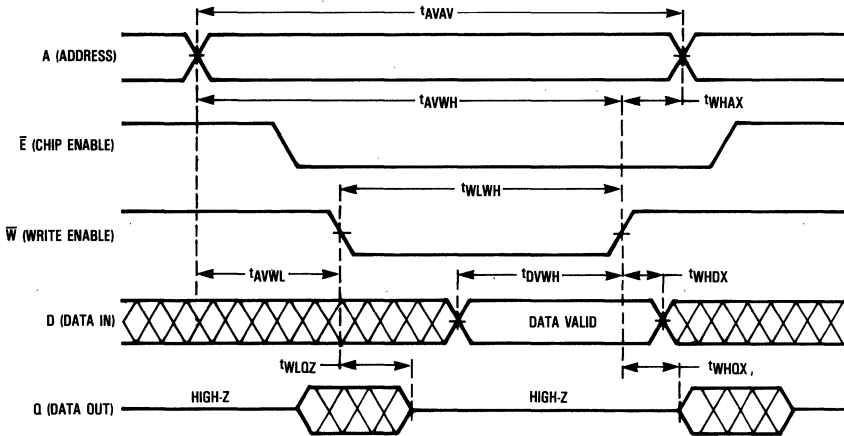 tAVAV
A (ADDRESS)
tAVWH
tWHAX
E̅ (CHIP ENABLE)
tWLWH
W̅ (WRITE ENABLE)
tAVWL
tDVWH
tWHDX
D (DATA IN)
DATA VALID
tWLQZ
tWHQX,
Q (DATA OUT)
HIGH-Z
HIGH-Z